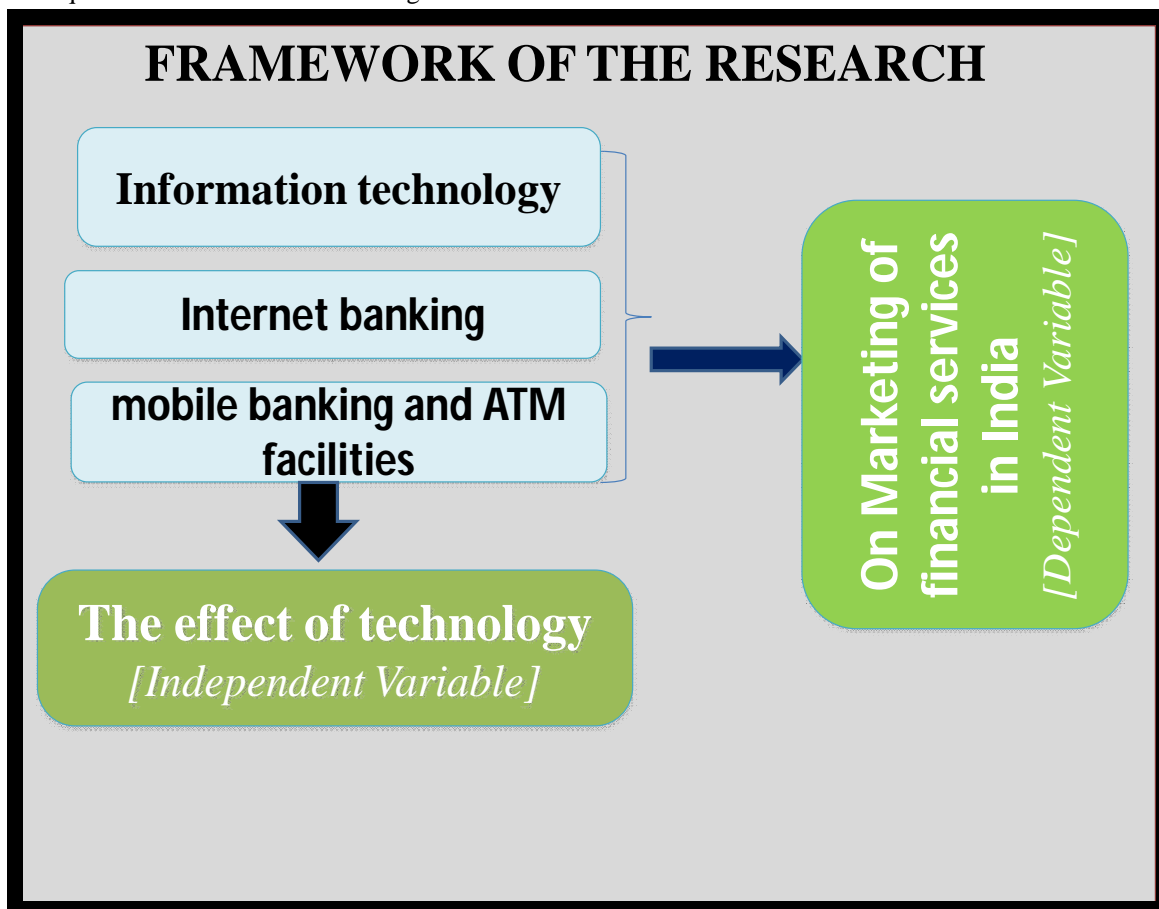 FRAMEWORK OF THE RESEARCH
Information technology
Internet banking
mobile banking and ATM
facilities
The effect of technology
[Independent Variable]
On Marketing of
financial services
in India
[Dependent Variable]